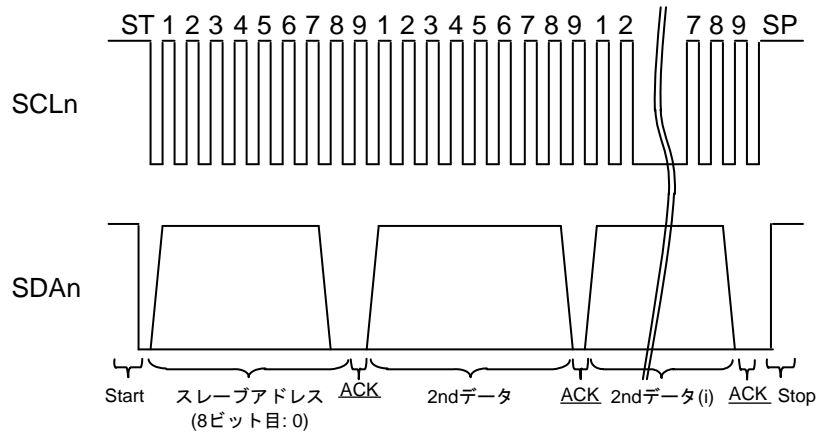 ST 1 2 3 4 5 6 7 8 9 1 2 3 4 5 6 7 8 9 1 2 7 8 9 SP
SCLn
SDAn
Start スレーブアドレス ACK 2ndデータ ACK 2ndデータ(i) ACK Stop
(8ビット目: 0)